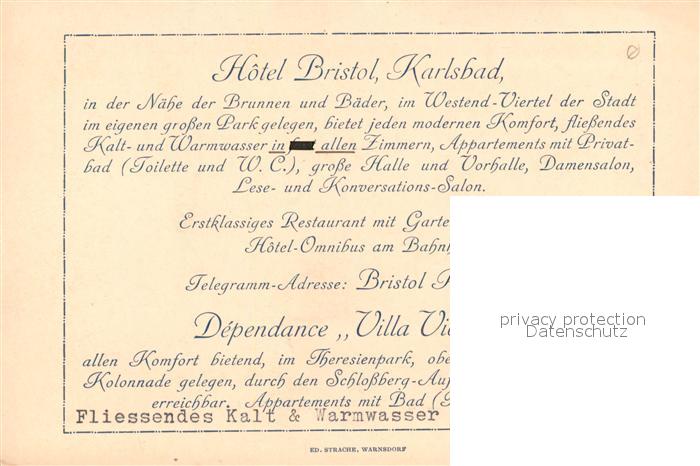 Hôtel Bristol, Karlsbad,
in der Nähe der Brunnen und Bäder, im Westend-Viertel der Stadt
im eigenen großen Park gelegen, bietet jeden modernen Komfort, fließendes
Kalt- und Warmwasser in allen Zimmern, Appartements mit Privat-
bad (Toilette und W. C.), große Halle und Vorhalle, Damensalon,
Lese- und Konversations-Salon.
Erstklassiges Restaurant mit Garte
Hôtel-Omnibus am Bahnh
Telegramm-Adresse: Bristol
Dépendance „Villa Vic
allen Komfort bietend, im Theresienpark, obe
Kolonnade gelegen, durch den Schloßberg-Auf
erreichbar. Appartements mit Bad (
Fliessendes Kalt & Warmwasser
privacy protection
Datenschutz
ED. STRACHE, WARNSDORF